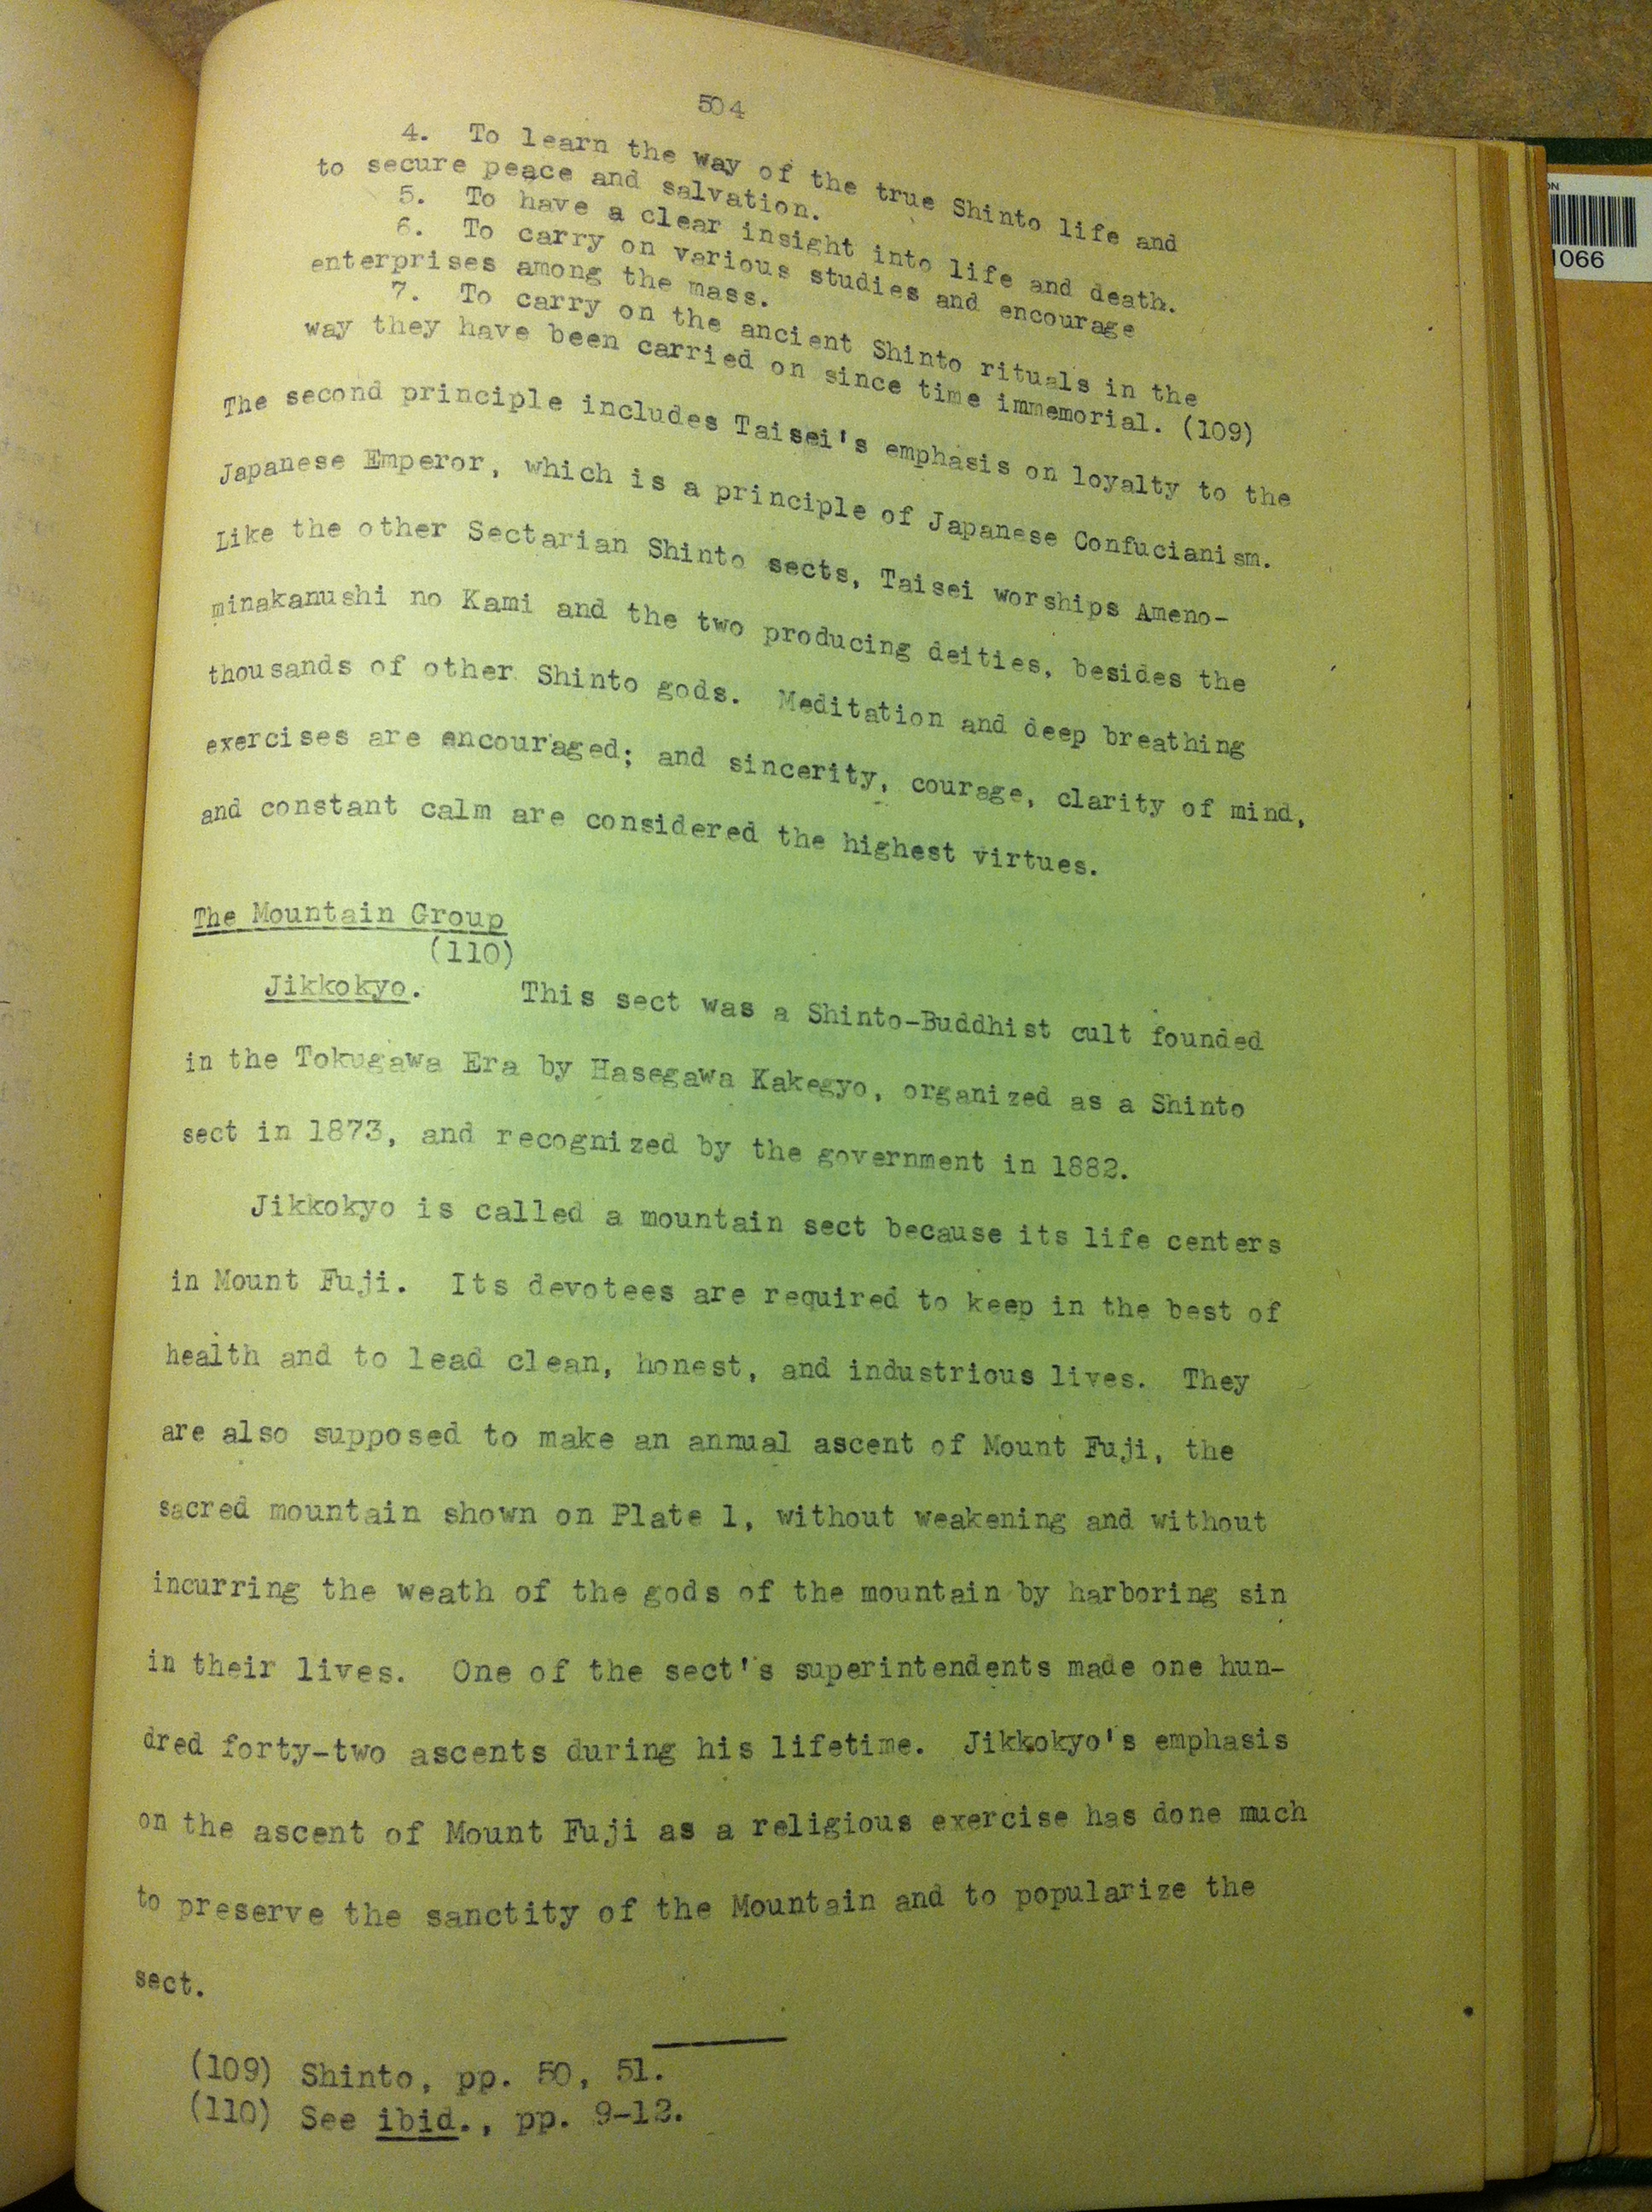 504
4. To learn the way of the true Shinto life and
to secure peace and salvation.
5. To have a clear insight into life and death.
6. To carry on various studies and encourage
enterprises among the mass.
7. To carry on the ancient Shinto rituals in the
way they have been carried on since time immemorial. (109)
The second principle includes Taisei's emphasis on loyalty to the
Japanese Emperor, which is a principle of Japanese Confucianism.
Like the other Sectarian Shinto sects, Taisei worships Ameno-
minakanushi no Kami and the two producing deities, besides the
thousands of other Shinto gods. Meditation and deep breathing
exercises are encouraged; and sincerity, courage, clarity of mind,
and constant calm are considered the highest virtues.
The Mountain Group
(110)
Jikkokyo. This sect was a Shinto-Buddhist cult founded
in the Tokugawa Era by Hasegawa Kakegyo, organized as a Shinto
sect in 1873, and recognized by the government in 1882.
Jikkokyo is called a mountain sect because its life centers
in Mount Fuji. Its devotees are required to keep in the best of
health and to lead clean, honest, and industrious lives. They
are also supposed to make an annual ascent of Mount Fuji, the
sacred mountain shown on Plate 1, without weakening and without
incurring the weath of the gods of the mountain by harboring sin
in their lives. One of the sect's superintendents made one hun-
dred forty-two ascents during his lifetime. Jikkokyo's emphasis
on the ascent of Mount Fuji as a religious exercise has done much
to preserve the sanctity of the Mountain and to popularize the
sect.
(109) Shinto, pp. 50, 51.
(110) See ibid., pp. 9-12.
ON
1066